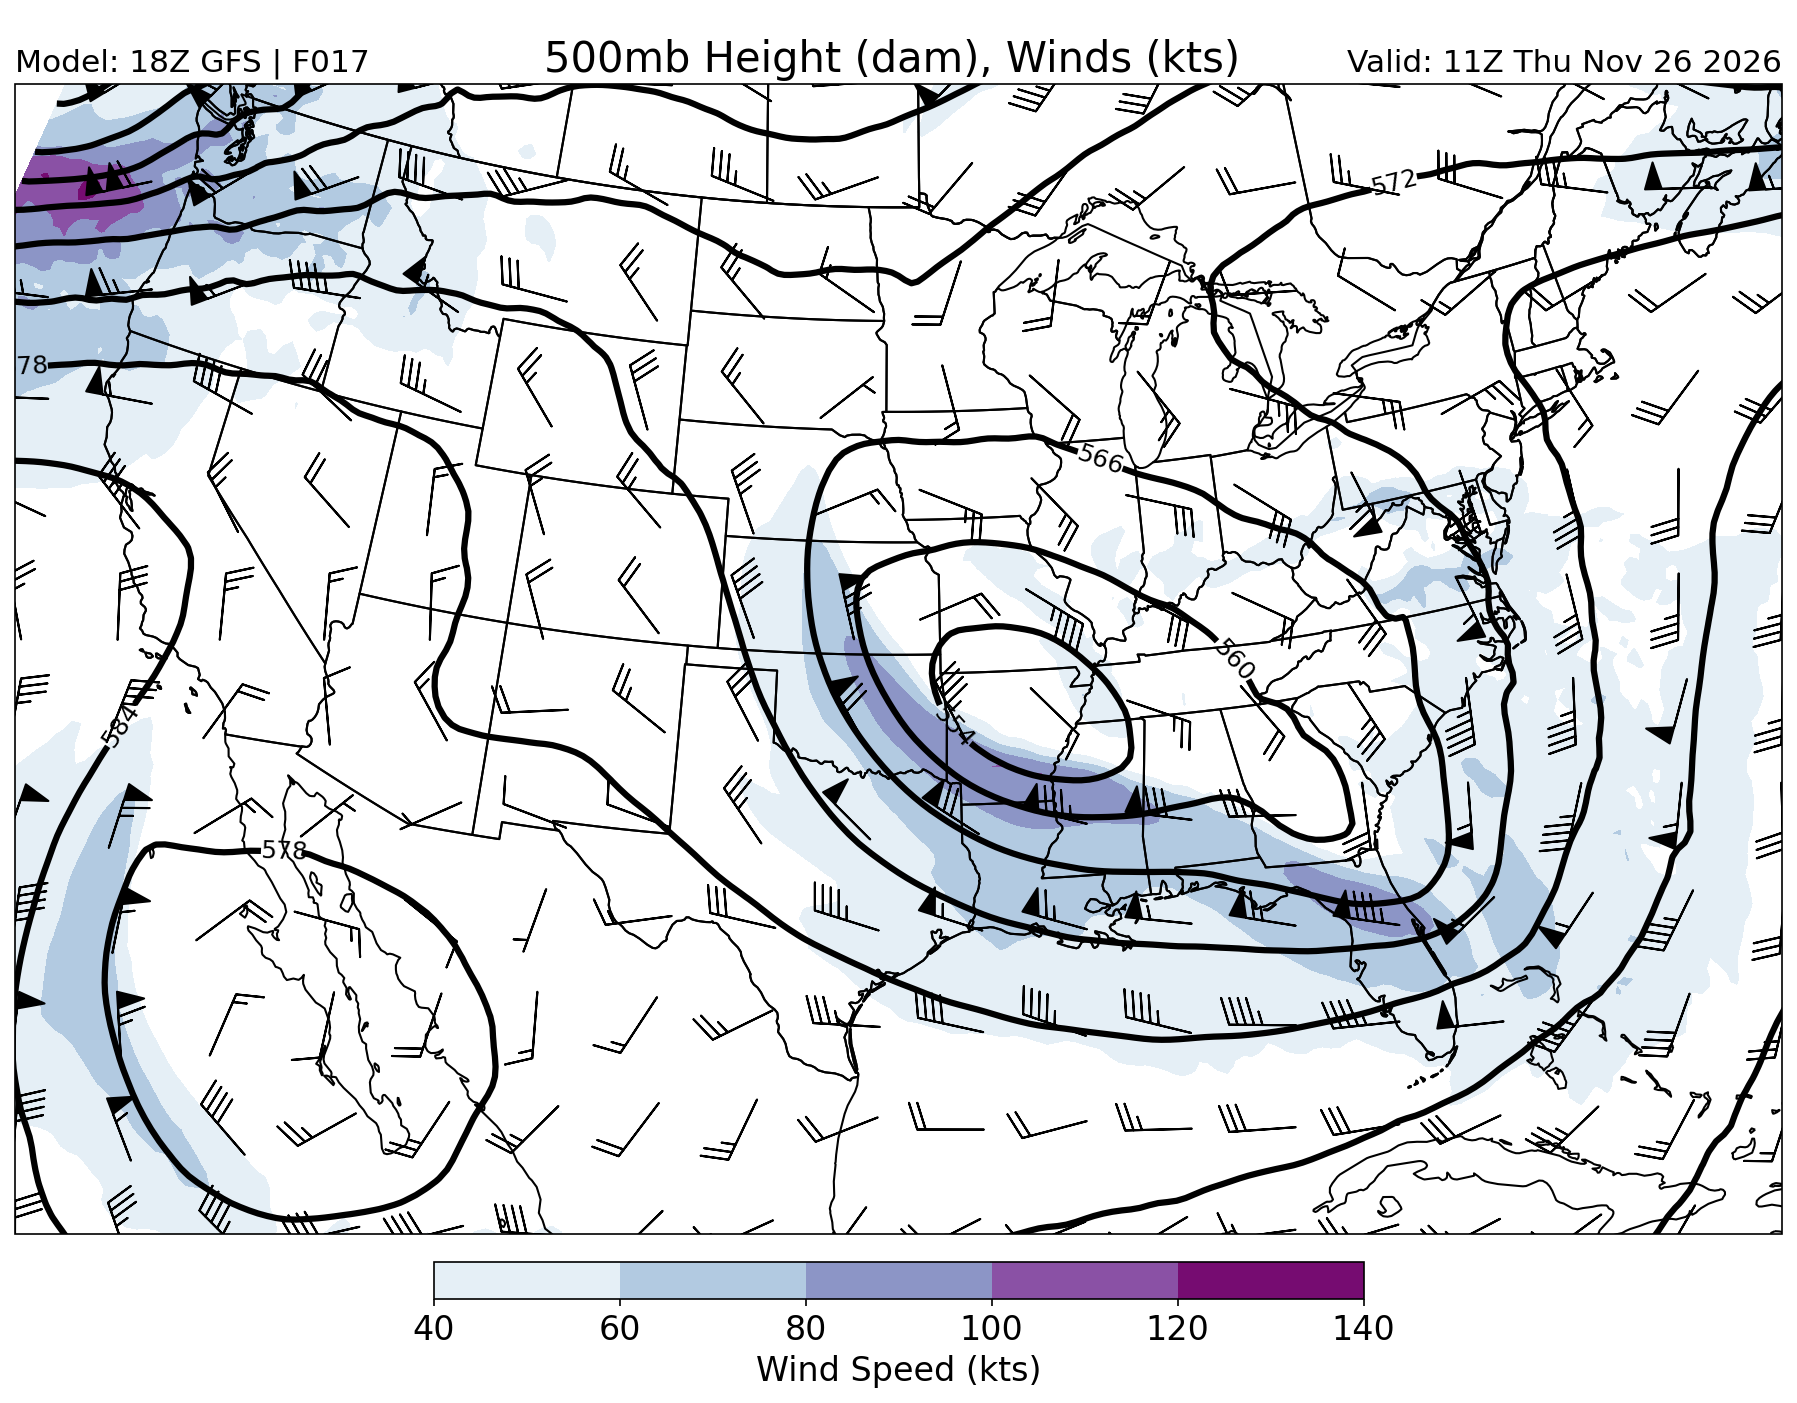 Model: 18Z GFS | F017
500mb Height (dam), Winds (kts)
Valid: 11Z Thu Nov 26 2026
572
78
566
560
584
554
578
40 60 80 100 120 140
Wind Speed (kts)